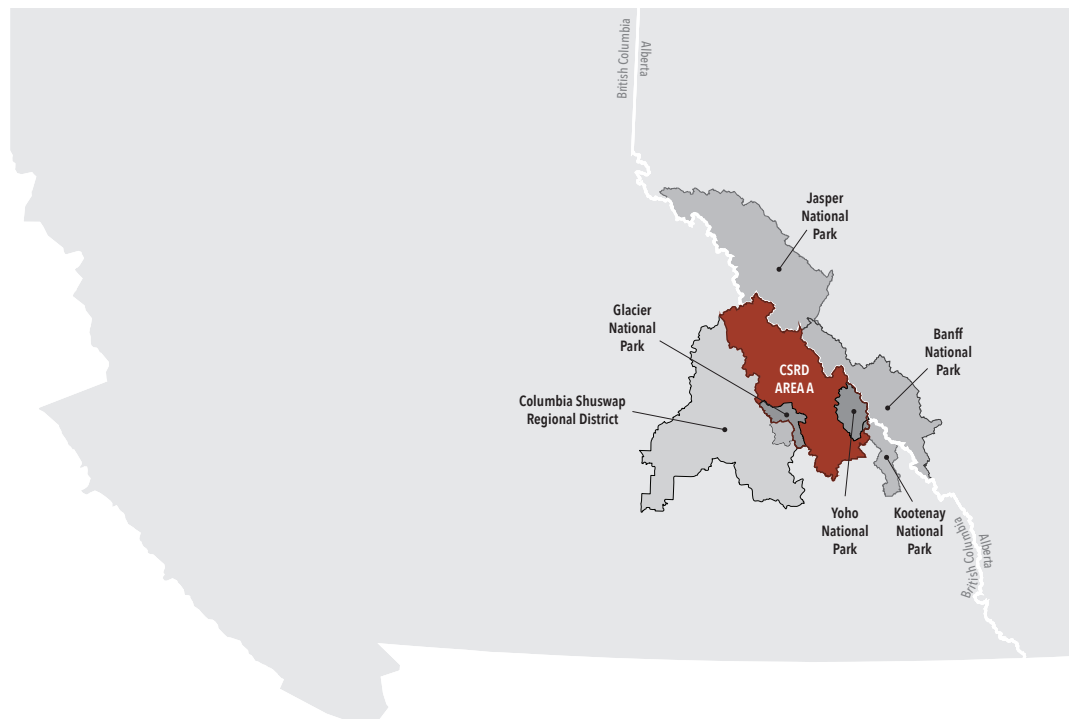 British Columbia
Alberta
Jasper
National
Park
Glacier
National
Park
Banff
National
Park
CSRD
AREA A
Columbia Shuswap
Regional District
Yoho
National
Park
Kootenay
National
Park
British Columbia
Alberta